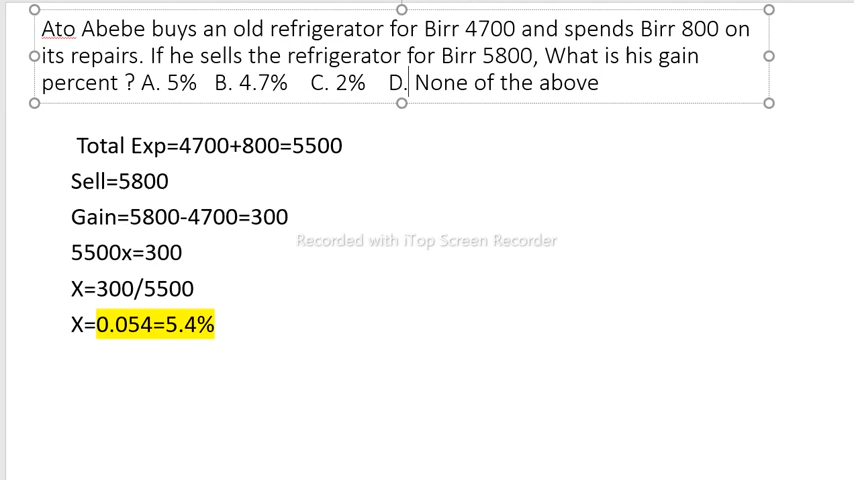 Ato Abebe buys an old refrigerator for Birr 4700 and spends Birr 800 on
its repairs. If he sells the refrigerator for Birr 5800, What is his gain
percent ? A. 5% B. 4.7% C. 2% D. None of the above
Total Exp=4700+800=5500
Sell=5800
Gain=5800-4700=300
Recorded with iTop Screen Recorder
5500x=300
X=300/5500
X=0.054=5.4%